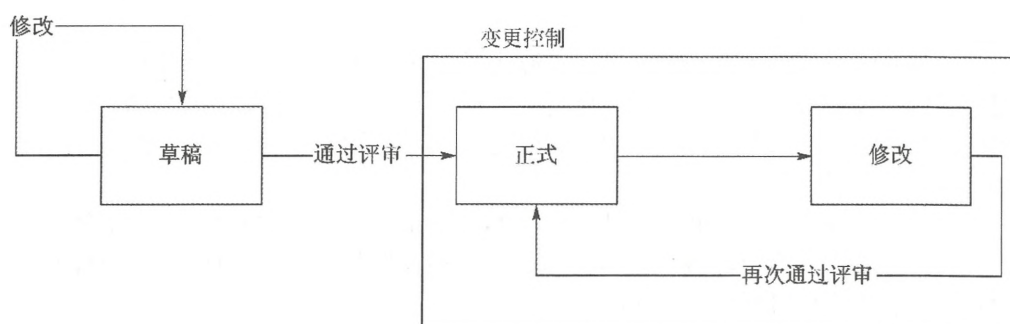 修改
变更控制
草稿
通过评审
正式
修改
再次通过评审